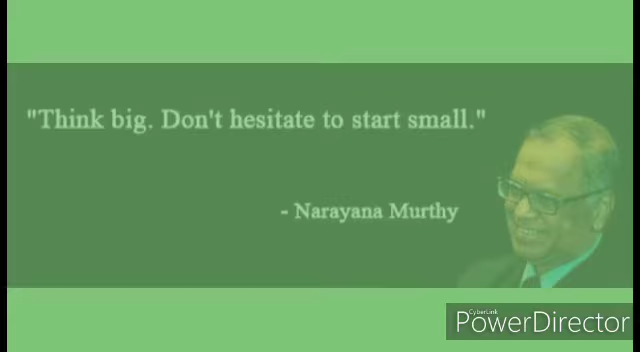 "Think big. Don't hesitate to start small."
- Narayana Murthy
CyberLink
PowerDirector